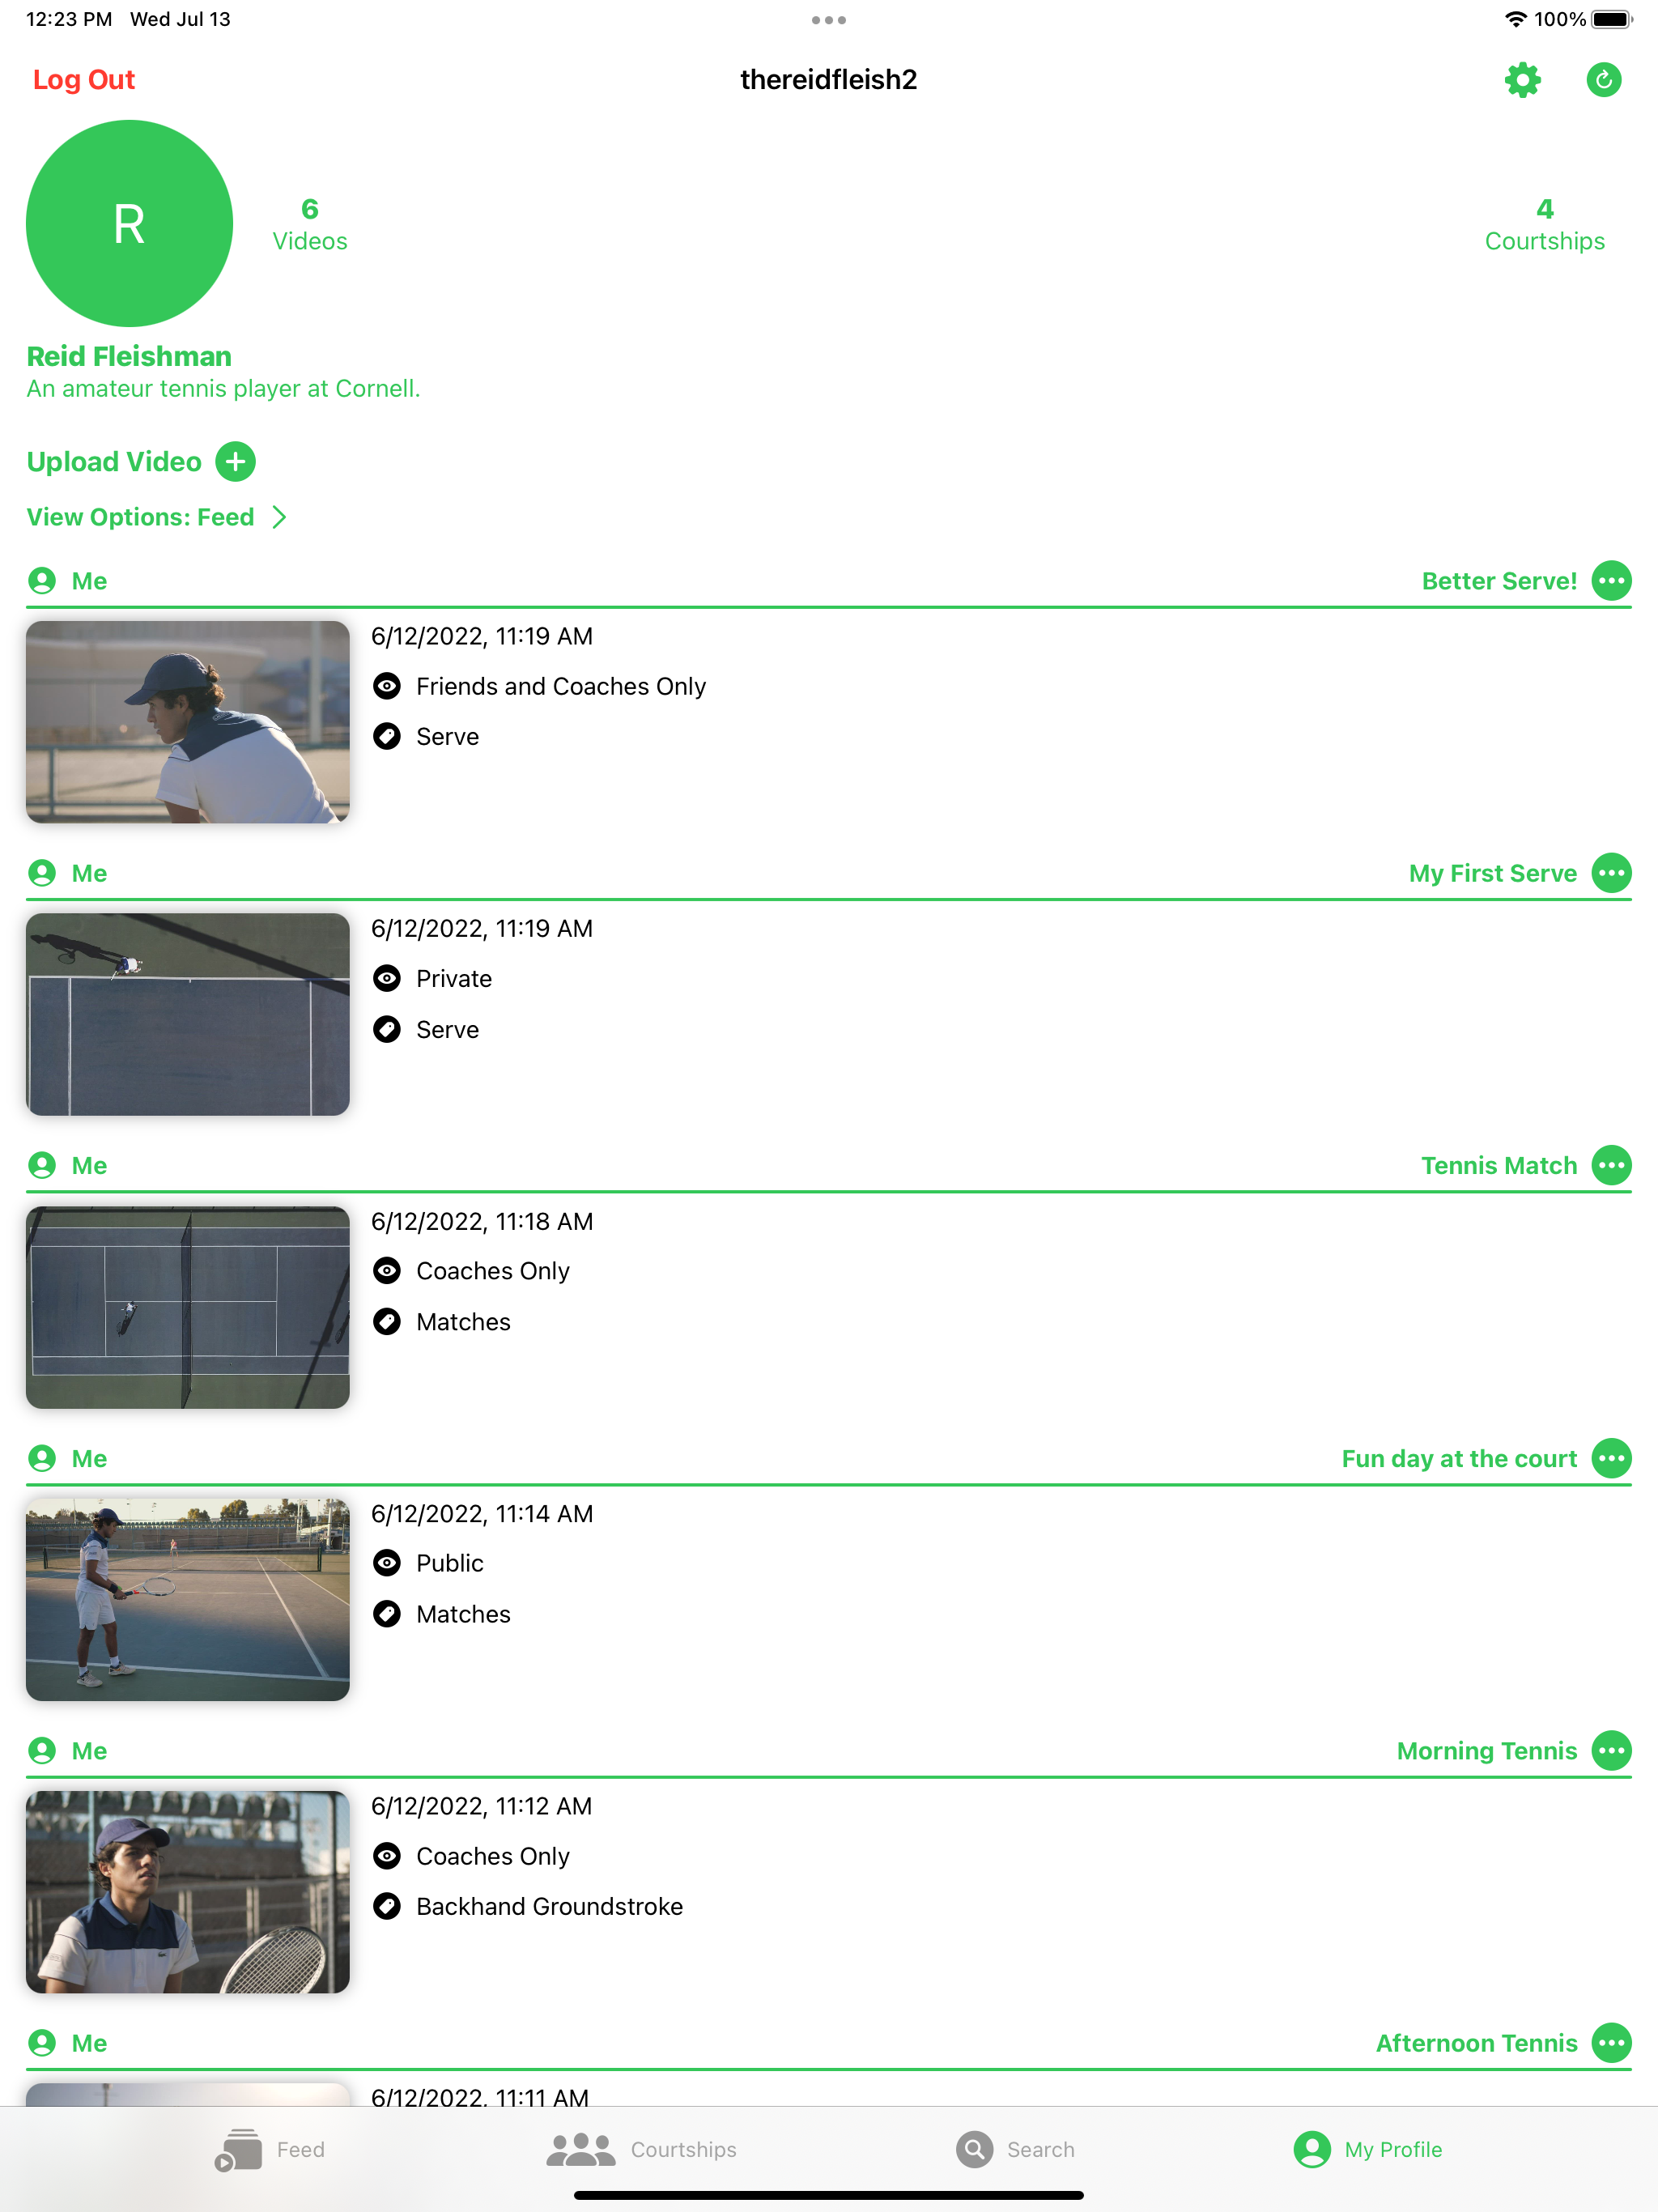 12:23 PM Wed Jul 13 100%
Log Out thereidfleish2
R
6 4
Videos Courtships
Reid Fleishman
An amateur tennis player at Cornell.
Upload Video
View Options: Feed
Me Better Serve!
6/12/2022, 11:19 AM
Friends and Coaches Only
Serve
Me My First Serve
6/12/2022, 11:19 AM
Private
Serve
Me Tennis Match
6/12/2022, 11:18 AM
Coaches Only
Matches
Me Fun day at the court
6/12/2022, 11:14 AM
Public
Matches
Me Morning Tennis
6/12/2022, 11:12 AM
Coaches Only
Backhand Groundstroke
Me Afternoon Tennis
6/12/2022, 11:11 AM
Feed Courtships Search My Profile